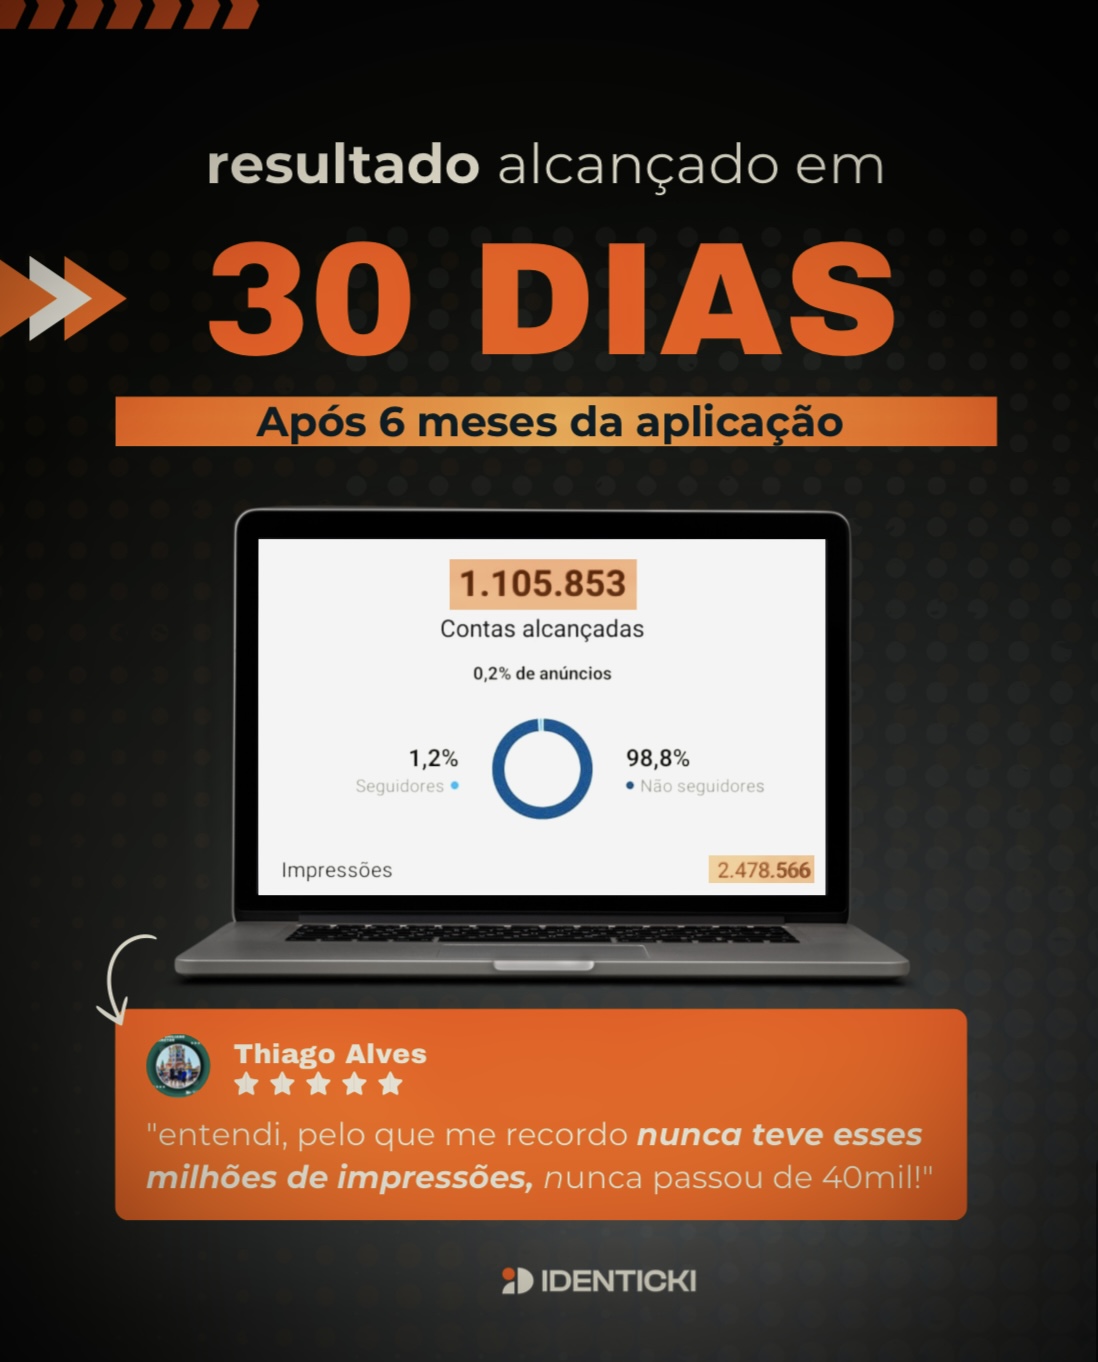 resultado alcançado em
30 DIAS
Após 6 meses da aplicação
1.105.853
Contas alcançadas
0,2% de anúncios
1,2%
Seguidores
98,8%
Não seguidores
Impressões
2.478.566
Thiago Alves
"entendi, pelo que me recordo nunca teve esses
milhões de impressões, nunca passou de 40mil!"
IDENTICKI